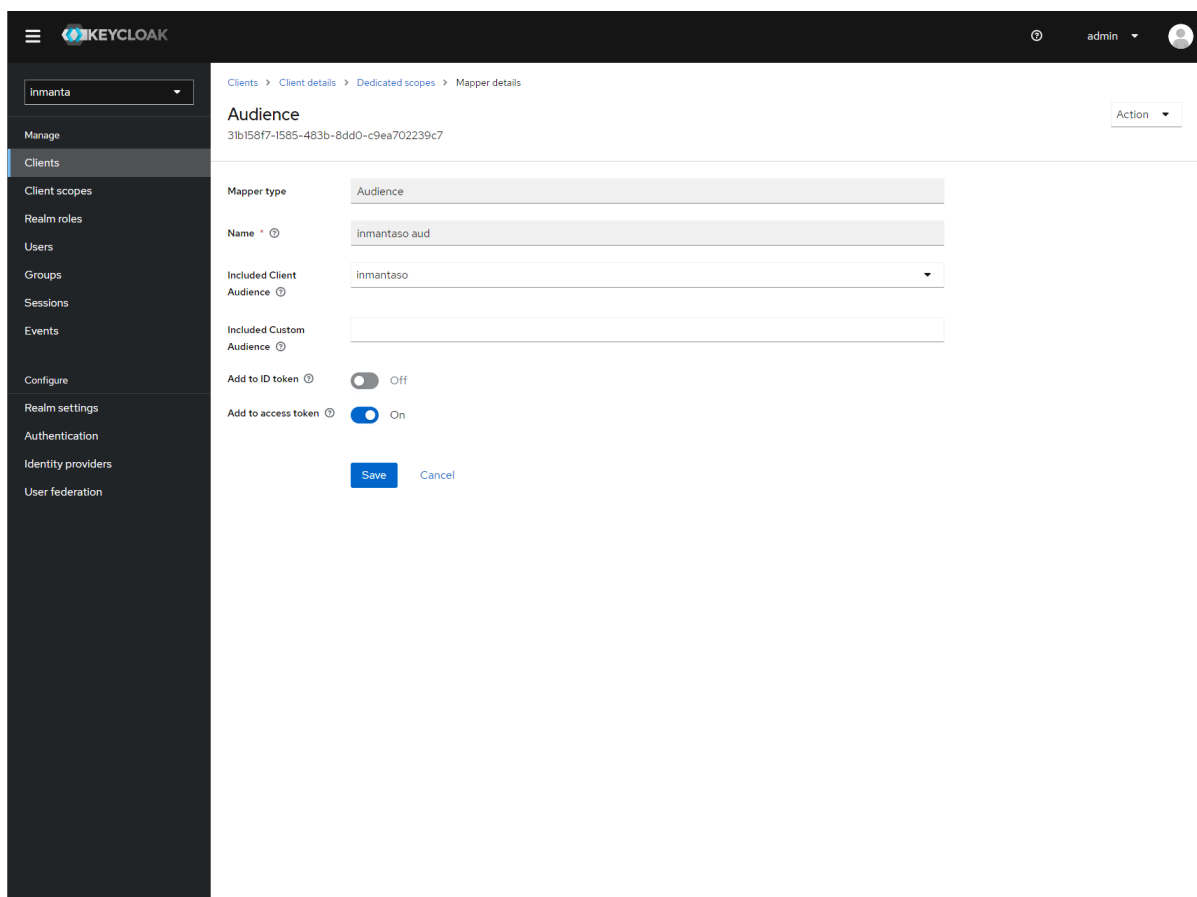 KEYCLOAK
admin
inmanta
Manage
Clients
Client scopes
Realm roles
Users
Groups
Sessions
Events
Configure
Realm settings
Authentication
Identity providers
User federation
Clients > Client details > Dedicated scopes > Mapper details
Audience
31b158f7-1585-483b-8dd0-c9ea702239c7
Action
Mapper type
Audience
Name *
inmantaso aud
Included Client
Audience
inmantaso
Included Custom
Audience
Add to ID token
Off
Add to access token
On
Save
Cancel